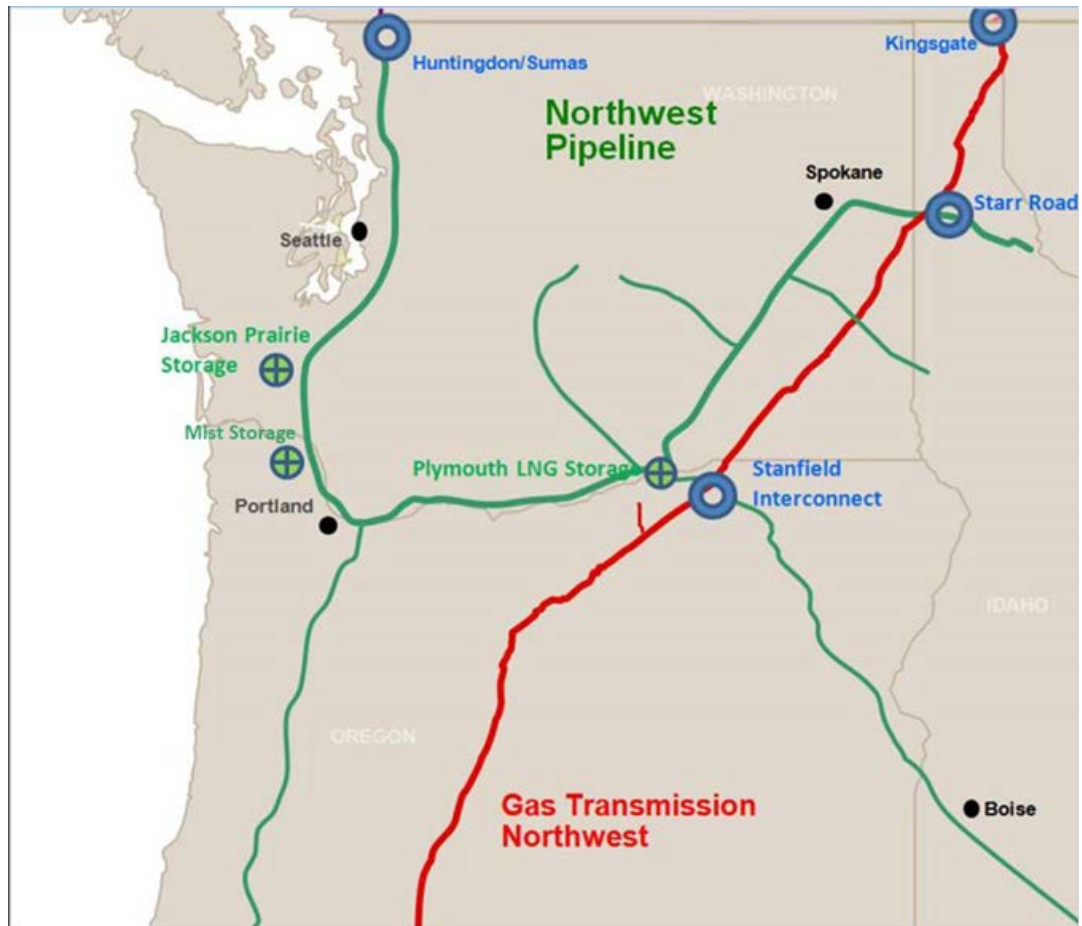 Huntingdon/Sumas
Kingsgate
WASHINGTON
Northwest
Pipeline
Spokane
Starr Road
Seattle
Jackson Prairie
Storage
Mist Storage
Plymouth LNG Storage
Stanfield
Interconnect
Portland
IDAHO
OREGON
Gas Transmission
Northwest
Boise